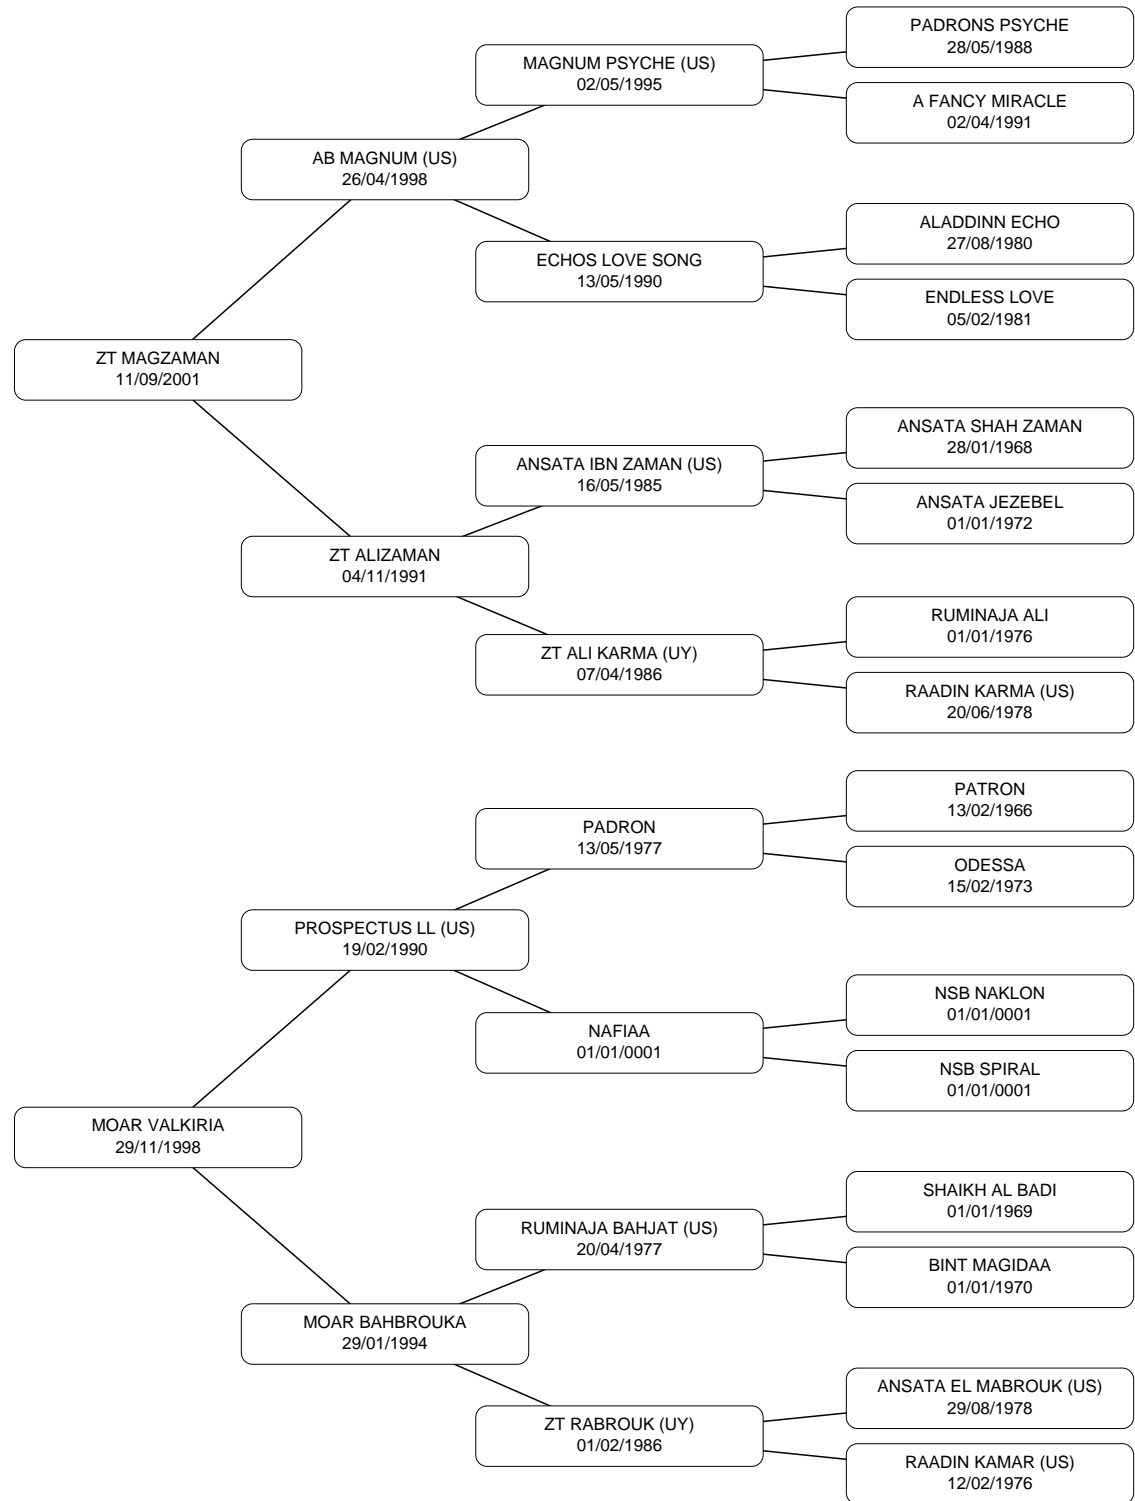 PADRONS PSYCHE
28/05/1988
MAGNUM PSYCHE (US)
02/05/1995
A FANCY MIRACLE
02/04/1991
AB MAGNUM (US)
26/04/1998
ALADDINN ECHO
27/08/1980
ECHOS LOVE SONG
13/05/1990
ENDLESS LOVE
05/02/1981
ZT MAGZAMAN
11/09/2001
ANSATA SHAH ZAMAN
28/01/1968
ANSATA IBN ZAMAN (US)
16/05/1985
ANSATA JEZEBEL
01/01/1972
ZT ALIZAMAN
04/11/1991
RUMINAJA ALI
01/01/1976
ZT ALI KARMA (UY)
07/04/1986
RAADIN KARMA (US)
20/06/1978
PATRON
13/02/1966
PADRON
13/05/1977
ODESSA
15/02/1973
PROSPECTUS LL (US)
19/02/1990
NSB NAKLON
01/01/0001
NAFIAA
01/01/0001
NSB SPIRAL
01/01/0001
MOAR VALKIRIA
29/11/1998
SHAIKH AL BADI
01/01/1969
RUMINAJA BAHJAT (US)
20/04/1977
BINT MAGIDAA
01/01/1970
MOAR BAHBROUKA
29/01/1994
ANSATA EL MABROUK (US)
29/08/1978
ZT RABROUK (UY)
01/02/1986
RAADIN KAMAR (US)
12/02/1976